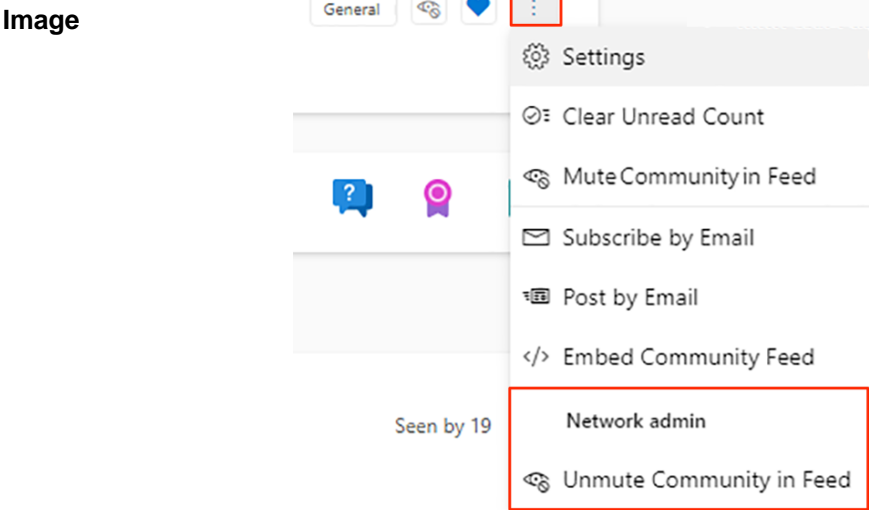 Image
General
Settings
Clear Unread Count
Mute Community in Feed
?
Subscribe by Email
Post by Email
</> Embed Community Feed
Seen by 19
Network admin
Unmute Community in Feed